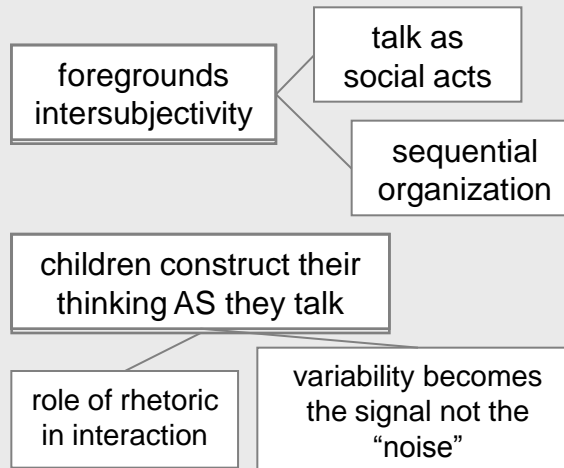 foregrounds
intersubjectivity
talk as
social acts
sequential
organization
children construct their
thinking AS they talk
role of rhetoric
in interaction
variability becomes
the signal not the
“noise”